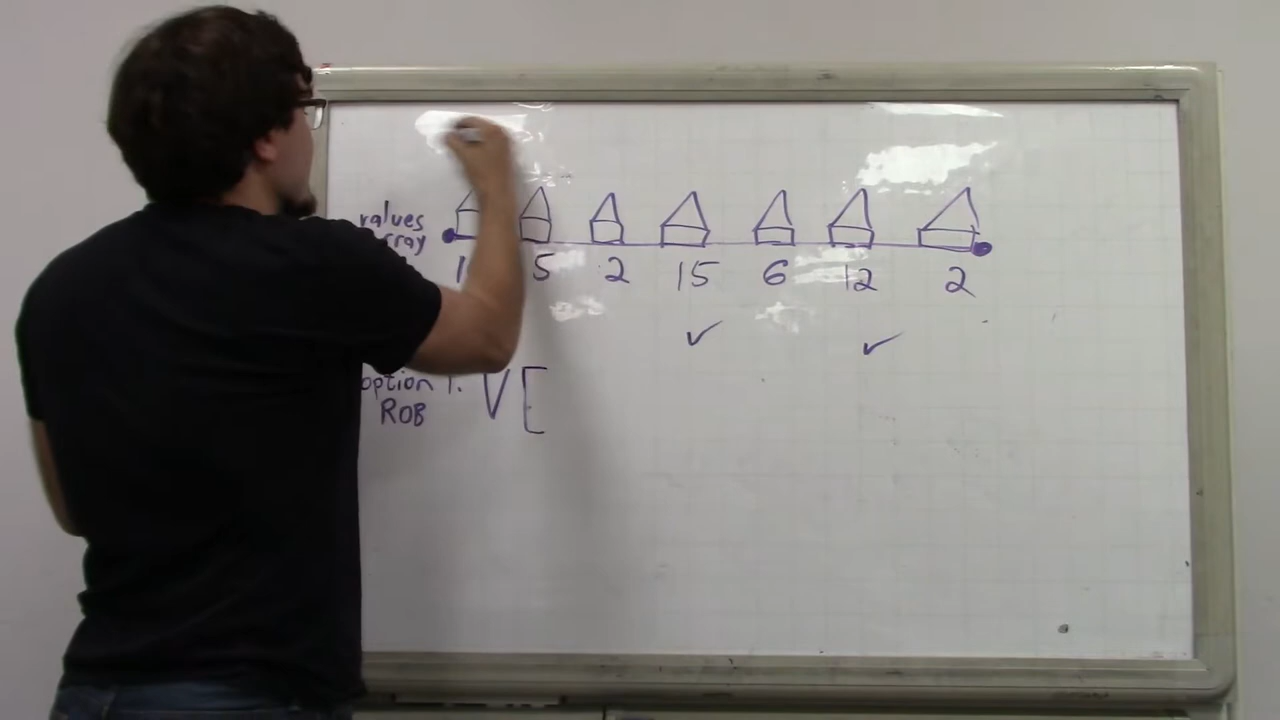 values
array
5 2 15 6 12 2
✓ ✓
option 1. V[
ROB